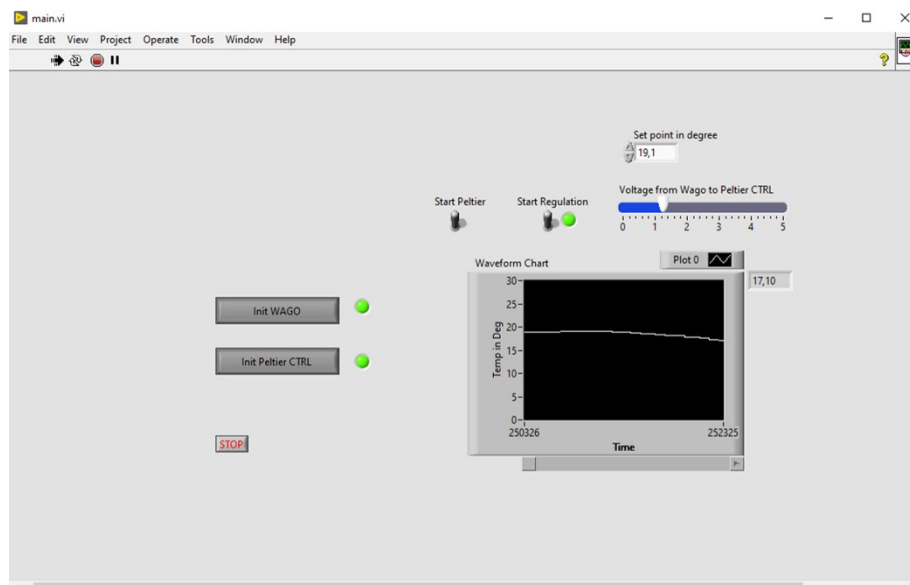 main.vi
File Edit View Project Operate Tools Window Help
Set point in degree
19,1
Start Peltier Start Regulation Voltage from Wago to Peltier CTRL
0 1 2 3 4 5
Waveform Chart Plot 0
17,10
30
25
20
15
10
5
0
Temp in Deg
250326 252325
Time
Init WAGO
Init Peltier CTRL
STOP